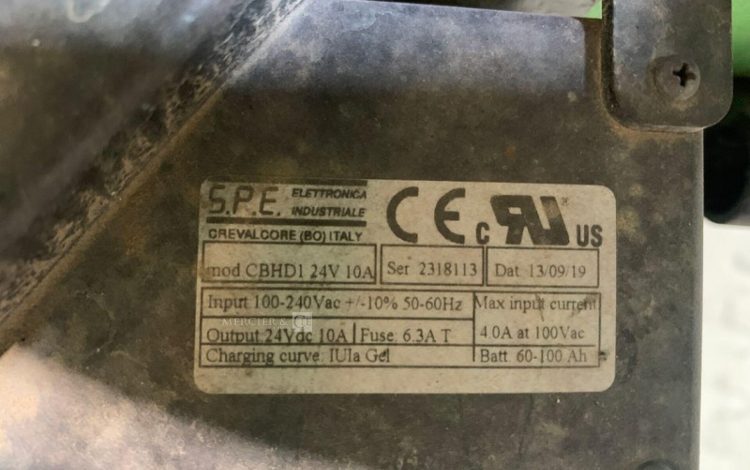 S.P.E. ELETTRONICA INDUSTRIALE
CREVALCORE (BO) ITALY
CE
c RU ® US
mod CBHD1 24V 10A
Ser 2318113
Dat 13/09/19
Input 100-240Vac +/-10% 50-60Hz
Max input current
4.0A at 100Vac
MERCIER &
Output 24Vdc 10A
Fuse: 6.3A T
Charging curve: IUIa Gel
Batt. 60-100 Ah